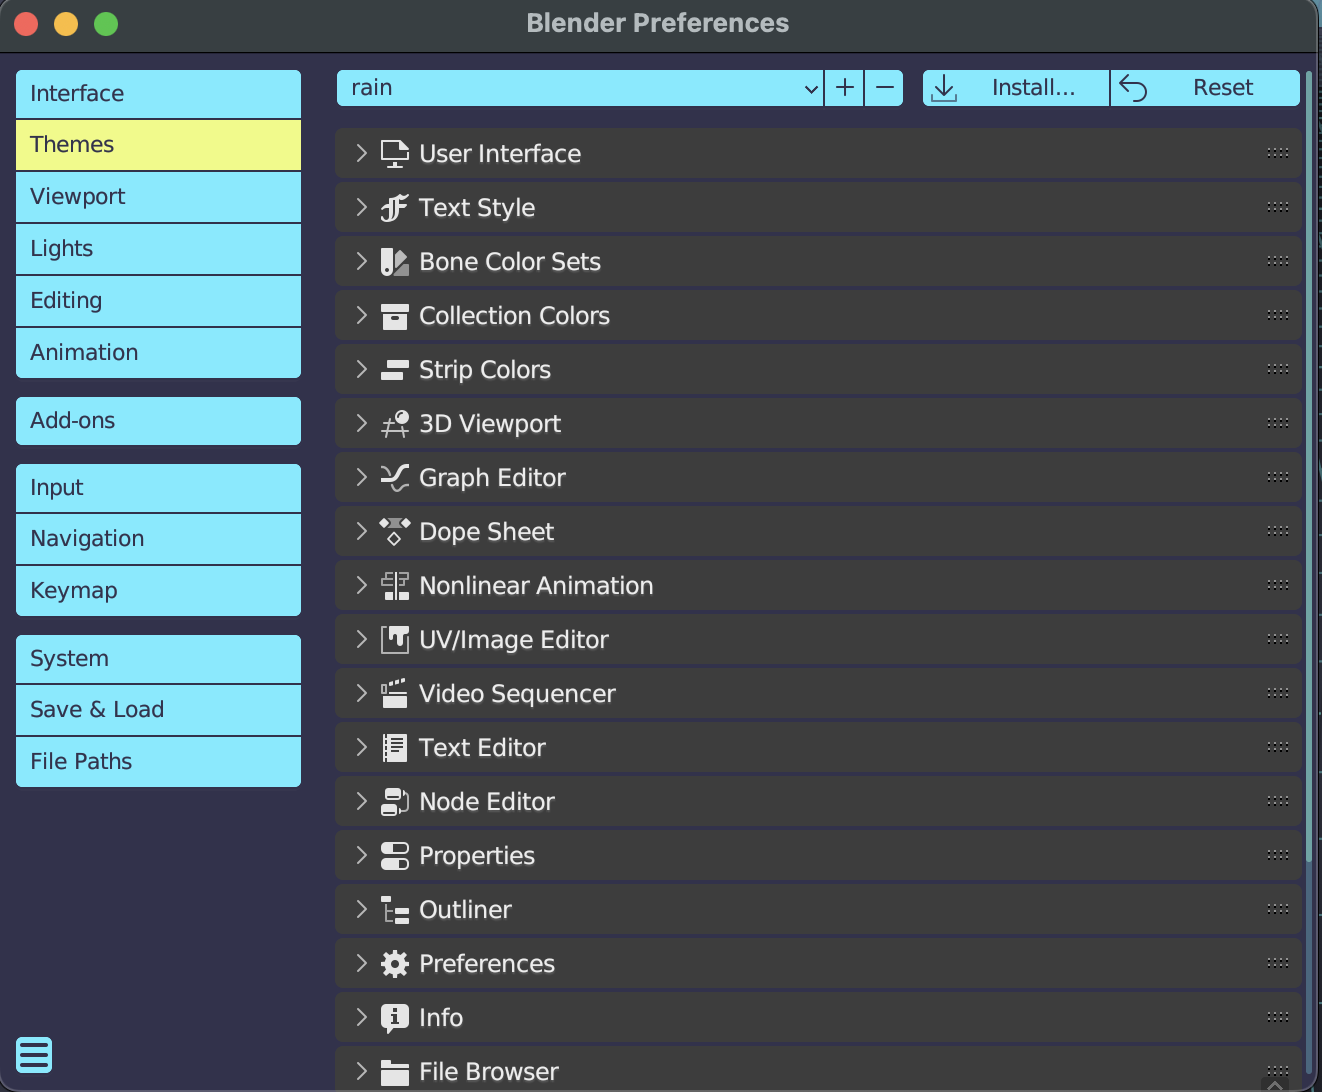 Blender Preferences
Interface
Themes
Viewport
Lights
Editing
Animation
Add-ons
Input
Navigation
Keymap
System
Save & Load
File Paths
rain
Install...
Reset
User Interface
Text Style
Bone Color Sets
Collection Colors
Strip Colors
3D Viewport
Graph Editor
Dope Sheet
Nonlinear Animation
UV/Image Editor
Video Sequencer
Text Editor
Node Editor
Properties
Outliner
Preferences
Info
File Browser